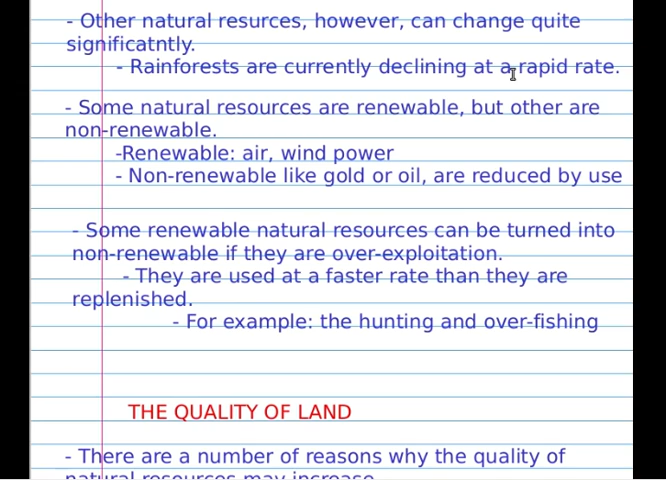 - Other natural resurces, however, can change quite
significatntly.
- Rainforests are currently declining at a rapid rate.
- Some natural resources are renewable, but other are
non-renewable.
-Renewable: air, wind power
- Non-renewable like gold or oil, are reduced by use
- Some renewable natural resources can be turned into
non-renewable if they are over-exploitation.
- They are used at a faster rate than they are
replenished.
- For example: the hunting and over-fishing
THE QUALITY OF LAND
- There are a number of reasons why the quality of
natural resources may increase